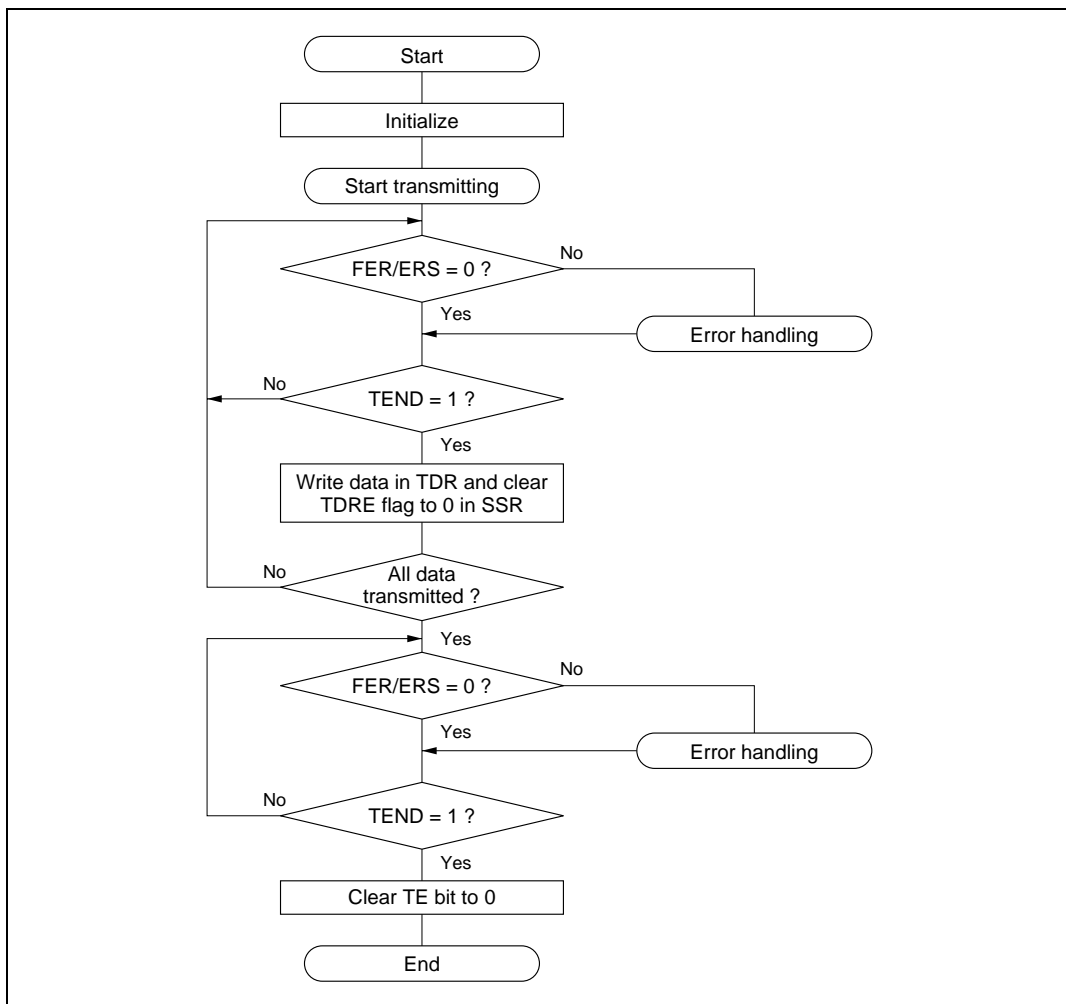 Start
Initialize
Start transmitting
FER/ERS = 0 ?
No
Yes
Error handling
No
TEND = 1 ?
Yes
Write data in TDR and clear
TDRE flag to 0 in SSR
No
All data
transmitted ?
Yes
FER/ERS = 0 ?
No
Yes
Error handling
No
TEND = 1 ?
Yes
Clear TE bit to 0
End